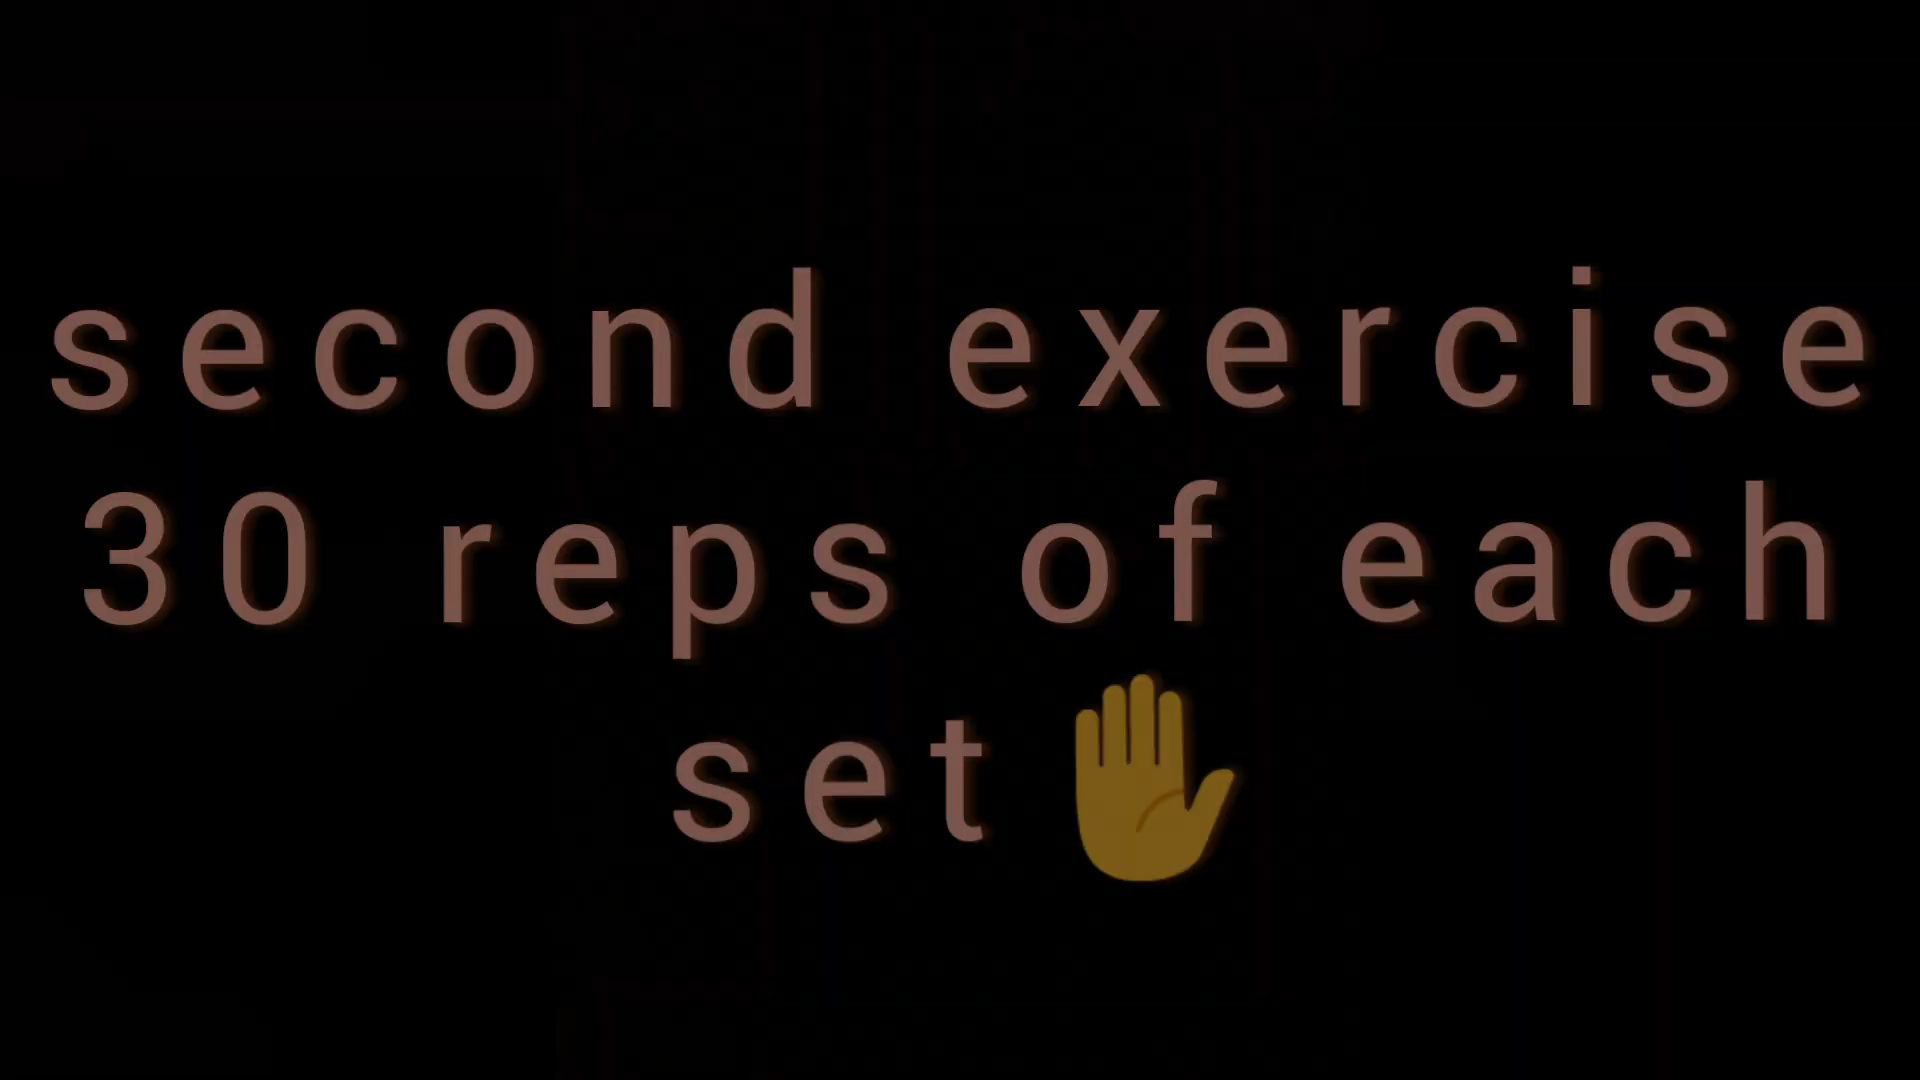 second exercise
30 reps of each
set ✋